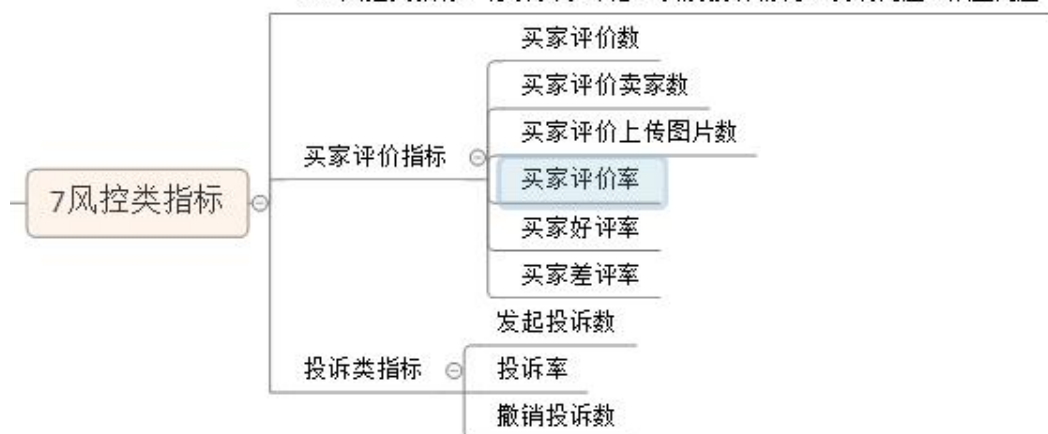 买家评价数
买家评价卖家数
买家评价上传图片数
买家评价指标
买家评价率
7风控类指标
买家好评率
买家差评率
发起投诉数
投诉类指标
投诉率
撤销投诉数